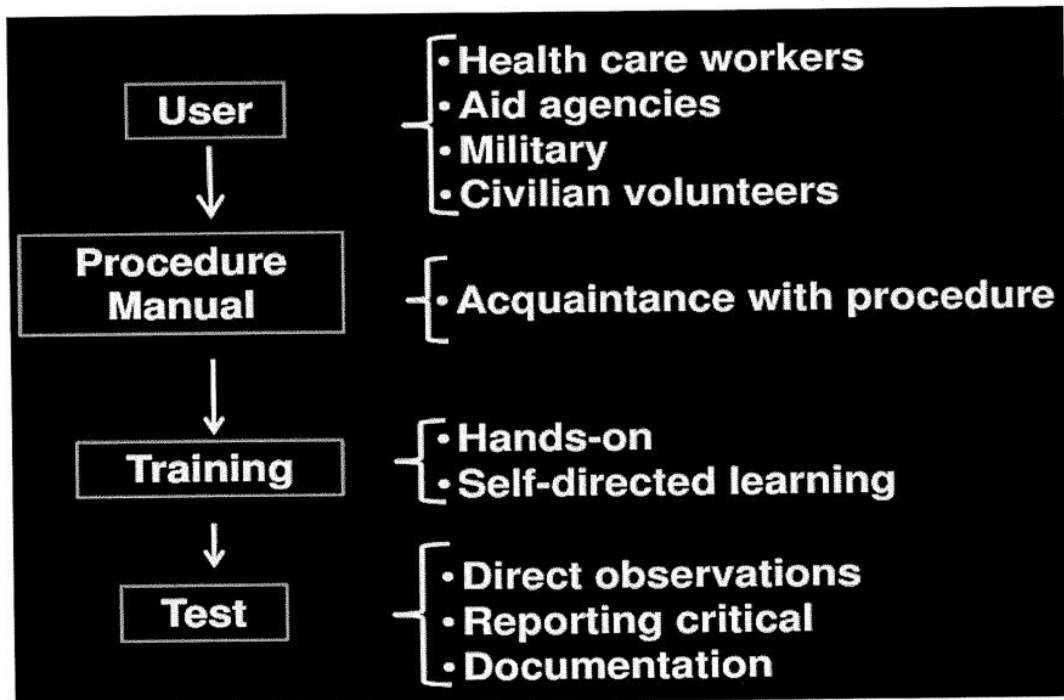 User
• Health care workers
• Aid agencies
• Military
• Civilian volunteers
Procedure
Manual
• Acquaintance with procedure
Training
• Hands-on
• Self-directed learning
Test
• Direct observations
• Reporting critical
• Documentation